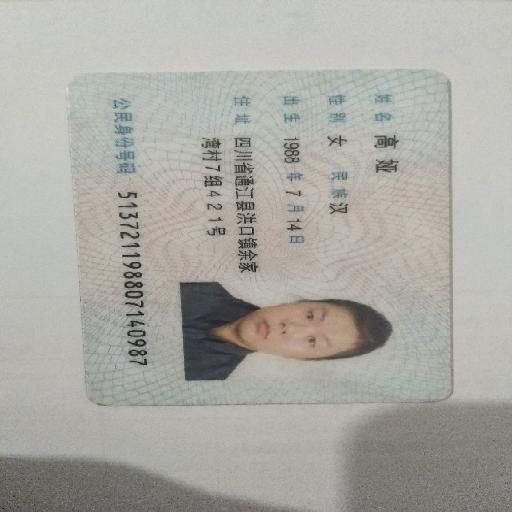 姓名 高娅
性别 女 民族 汉
出生 1988 年 7 月 14 日
住址 四川省通江县洪口镇余家
湾村7组421号
公民身份号码 513721198807140987